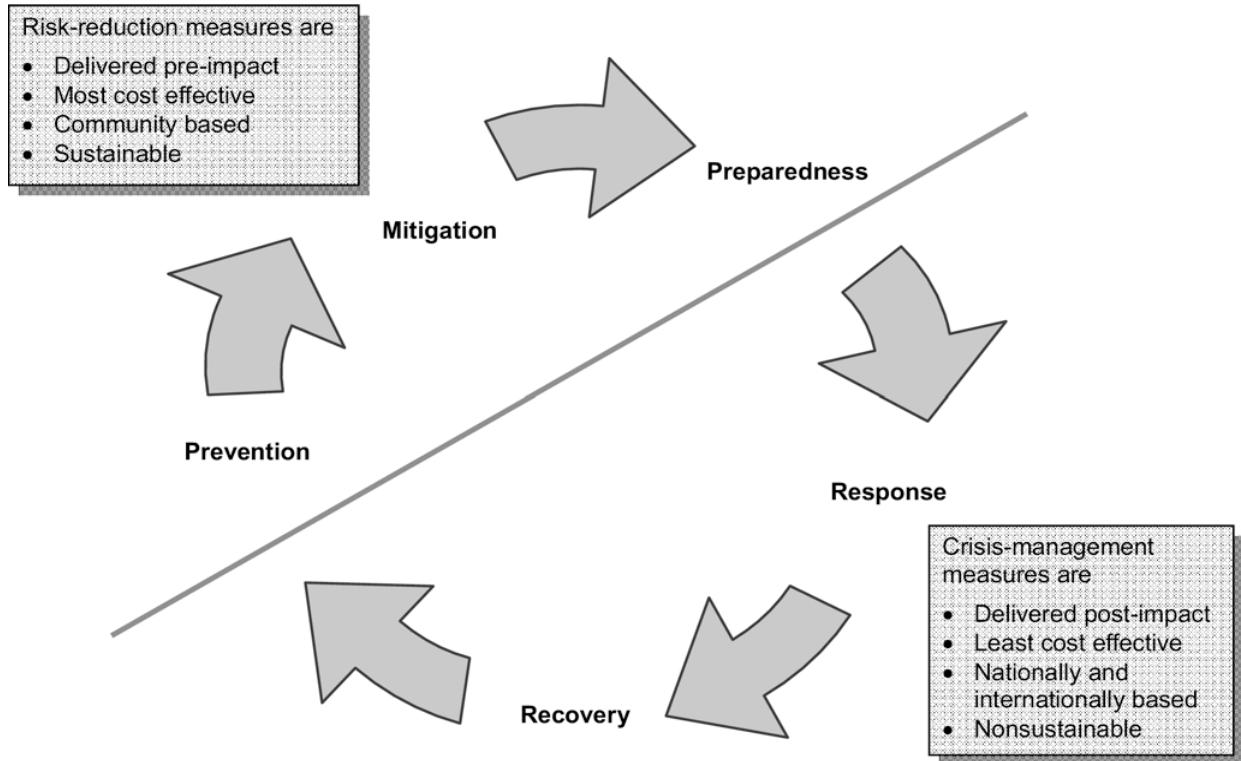 Risk-reduction measures are
• Delivered pre-impact
• Most cost effective
• Community based
• Sustainable
Preparedness
Mitigation
Prevention
Response
Crisis-management
measures are
• Delivered post-impact
• Least cost effective
• Nationally and
internationally based
• Nonsustainable
Recovery